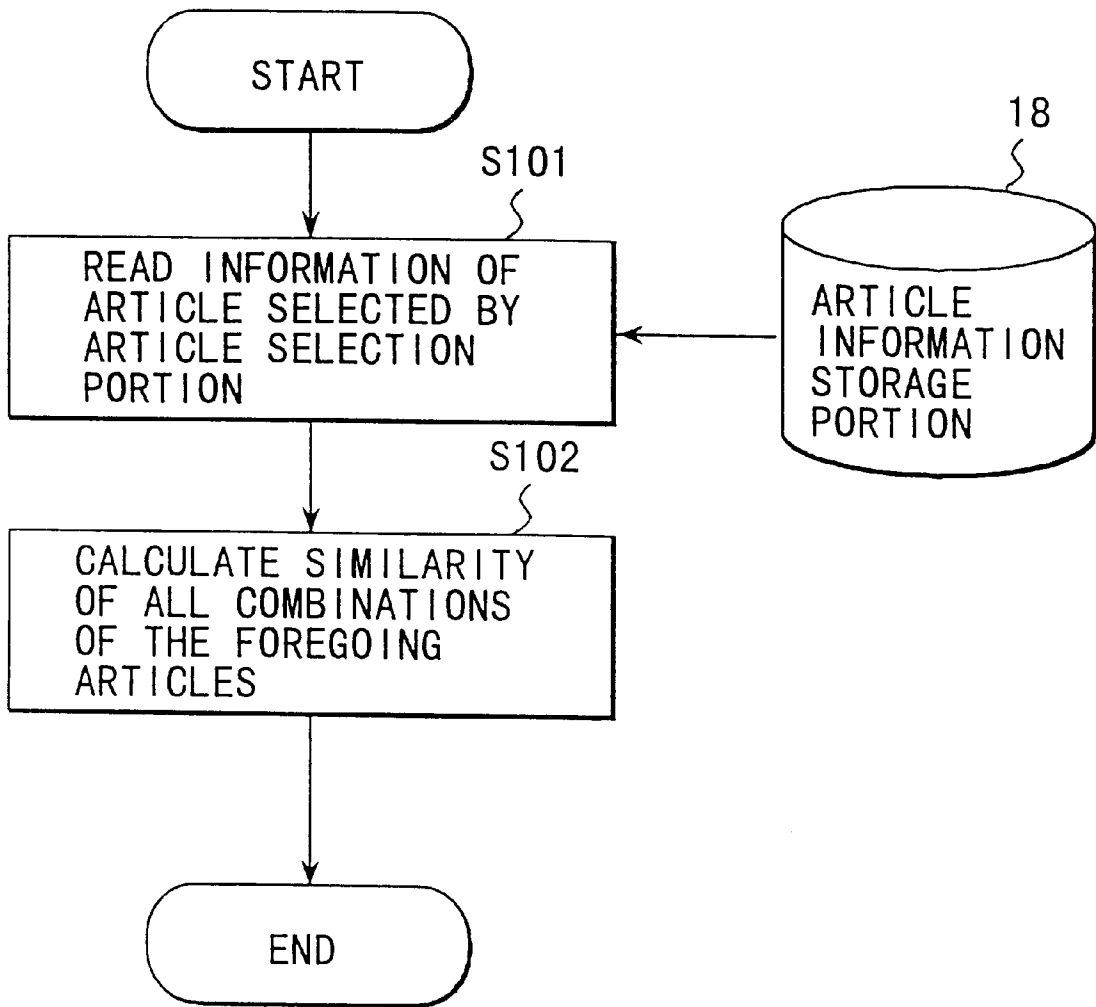 START
18
S101
READ INFORMATION OF
ARTICLE SELECTED BY
ARTICLE SELECTION
PORTION
ARTICLE
INFORMATION
STORAGE
PORTION
S102
CALCULATE SIMILARITY
OF ALL COMBINATIONS
OF THE FOREGOING
ARTICLES
END